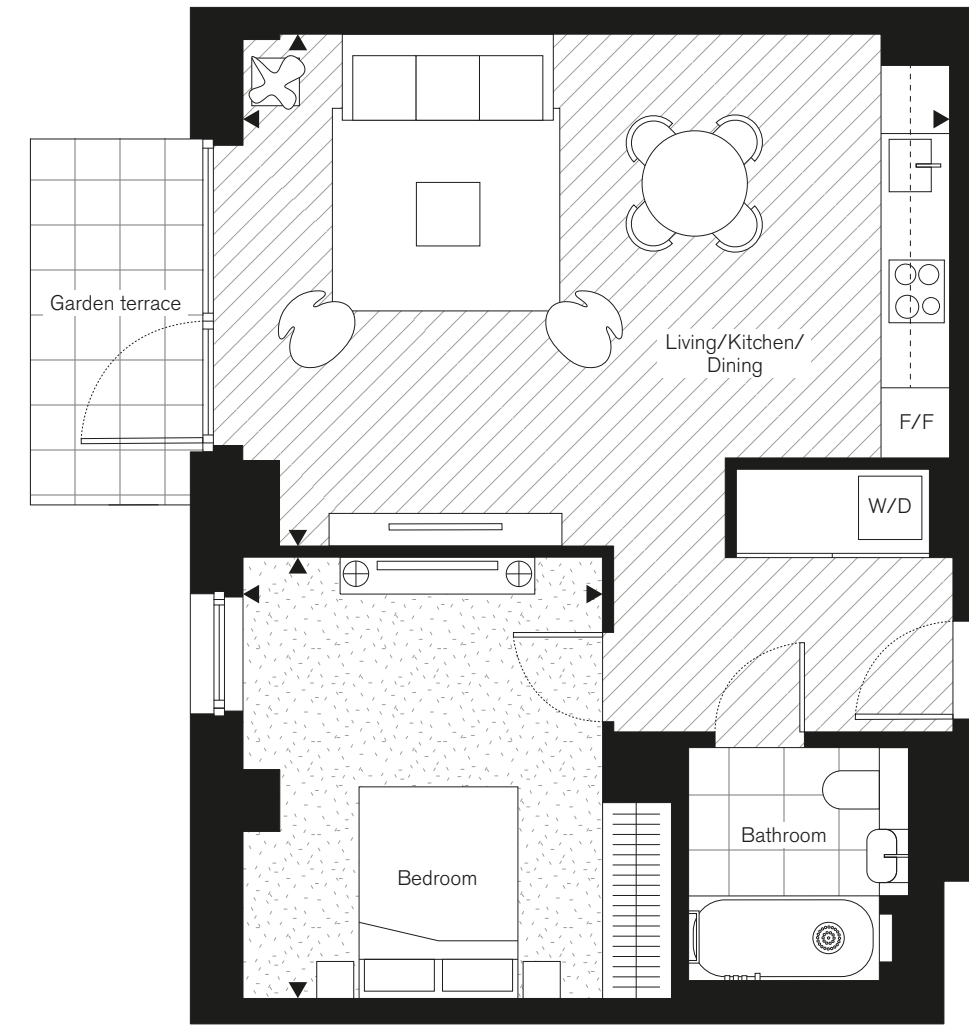 Garden terrace
Living/Kitchen/
Dining
F/F
W/D
Bathroom
Bedroom